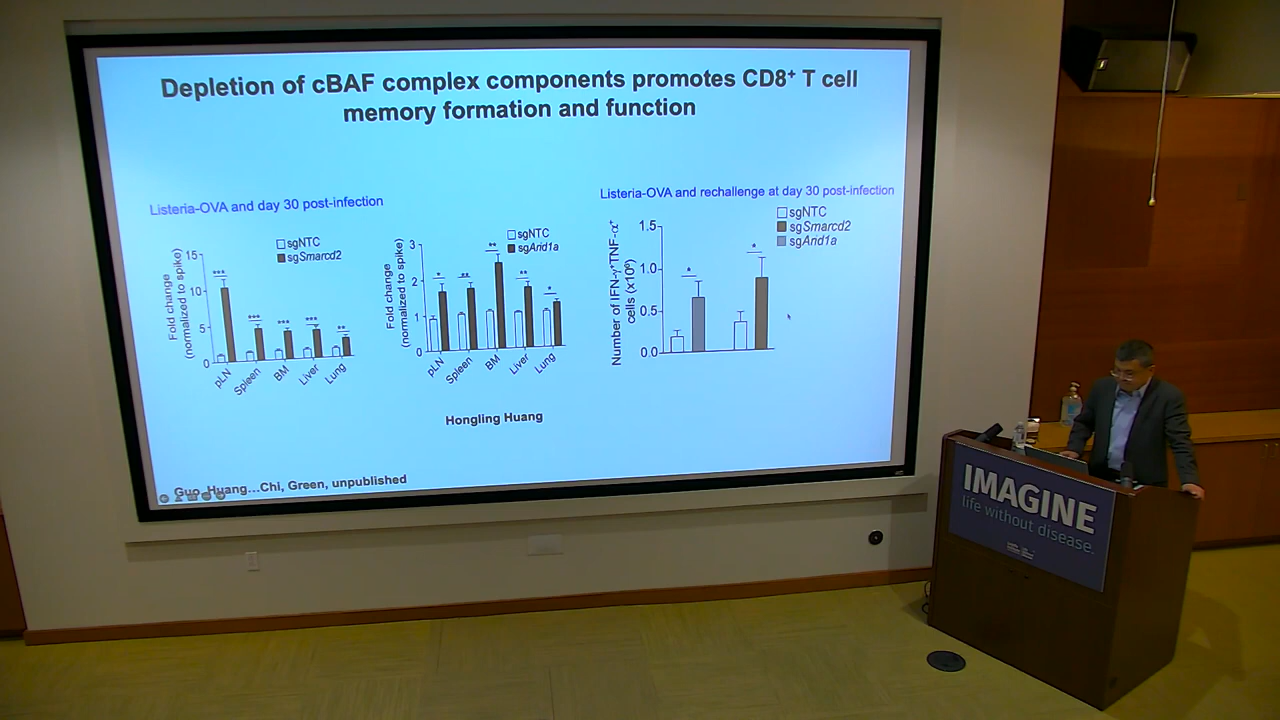 Depletion of cBAF complex components promotes CD8⁺ T cell
memory formation and function
Listeria-OVA and day 30 post-infection
Fold change
(normalized to spike)
15
10
5
0
sgNTC
sgSmarcd2
***
***
***
***
**
pLN
Spleen
BM
Liver
Lung
Fold change
(normalized to spike)
3
2
1
0
sgNTC
sgArid1a
*
**
**
**
*
pLN
Spleen
BM
Liver
Lung
Listeria-OVA and rechallenge at day 30 post-infection
Number of IFN-γ⁺TNF-α⁺
cells (x10⁶)
1.5
1.0
0.5
0.0
sgNTC
sgSmarcd2
sgArid1a
*
*
Hongling Huang
Guo, Huang...Chi, Green, unpublished
IMAGINE
life without disease.